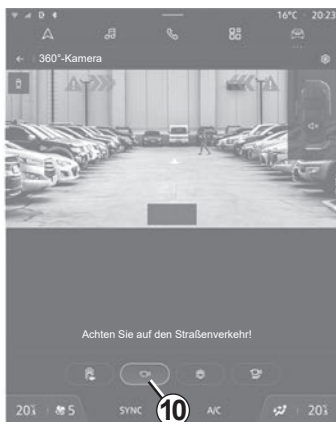 16°C · 20:23
360°-Kamera
Achten Sie auf den Straßenverkehr!
10
20 5 SYNC A/C 20